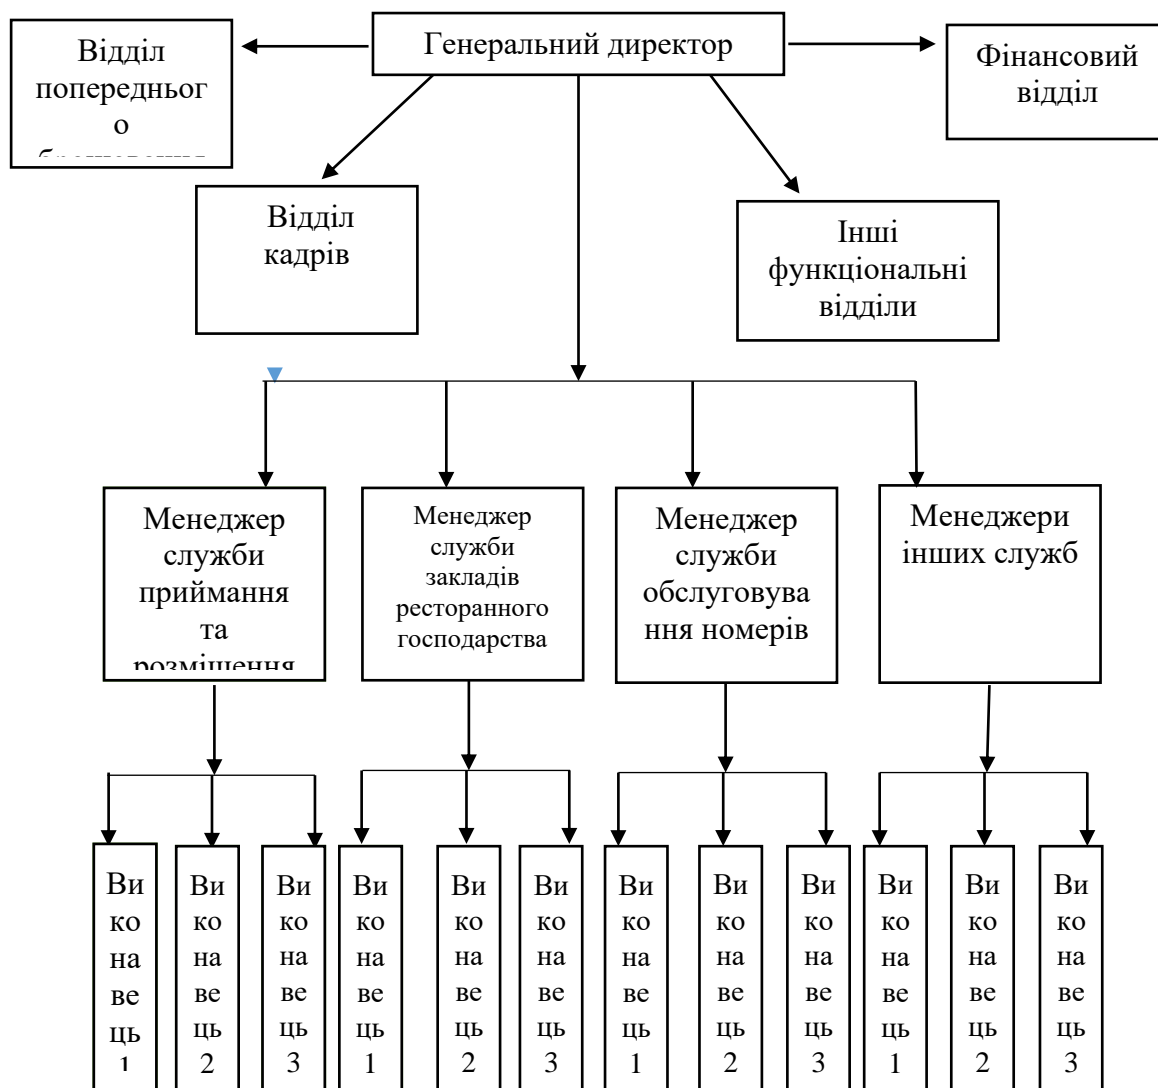 Генеральний директор
Відділ
попередньог
о
Фінансовий
відділ
Відділ
кадрів
Інші
функціональні
відділи
Менеджер
служби
приймання
та
розміщення
Менеджер
служби
закладів
ресторанного
господарства
Менеджер
служби
обслуговува
ння номерів
Менеджери
інших служб
Ви
ко
на
ве
ць
1
Ви
ко
на
ве
ць
2
Ви
ко
на
ве
ць
3
Ви
ко
на
ве
ць
1
Ви
ко
на
ве
ць
2
Ви
ко
на
ве
ць
3
Ви
ко
на
ве
ць
1
Ви
ко
на
ве
ць
2
Ви
ко
на
ве
ць
3
Ви
ко
на
ве
ць
1
Ви
ко
на
ве
ць
2
Ви
ко
на
ве
ць
3